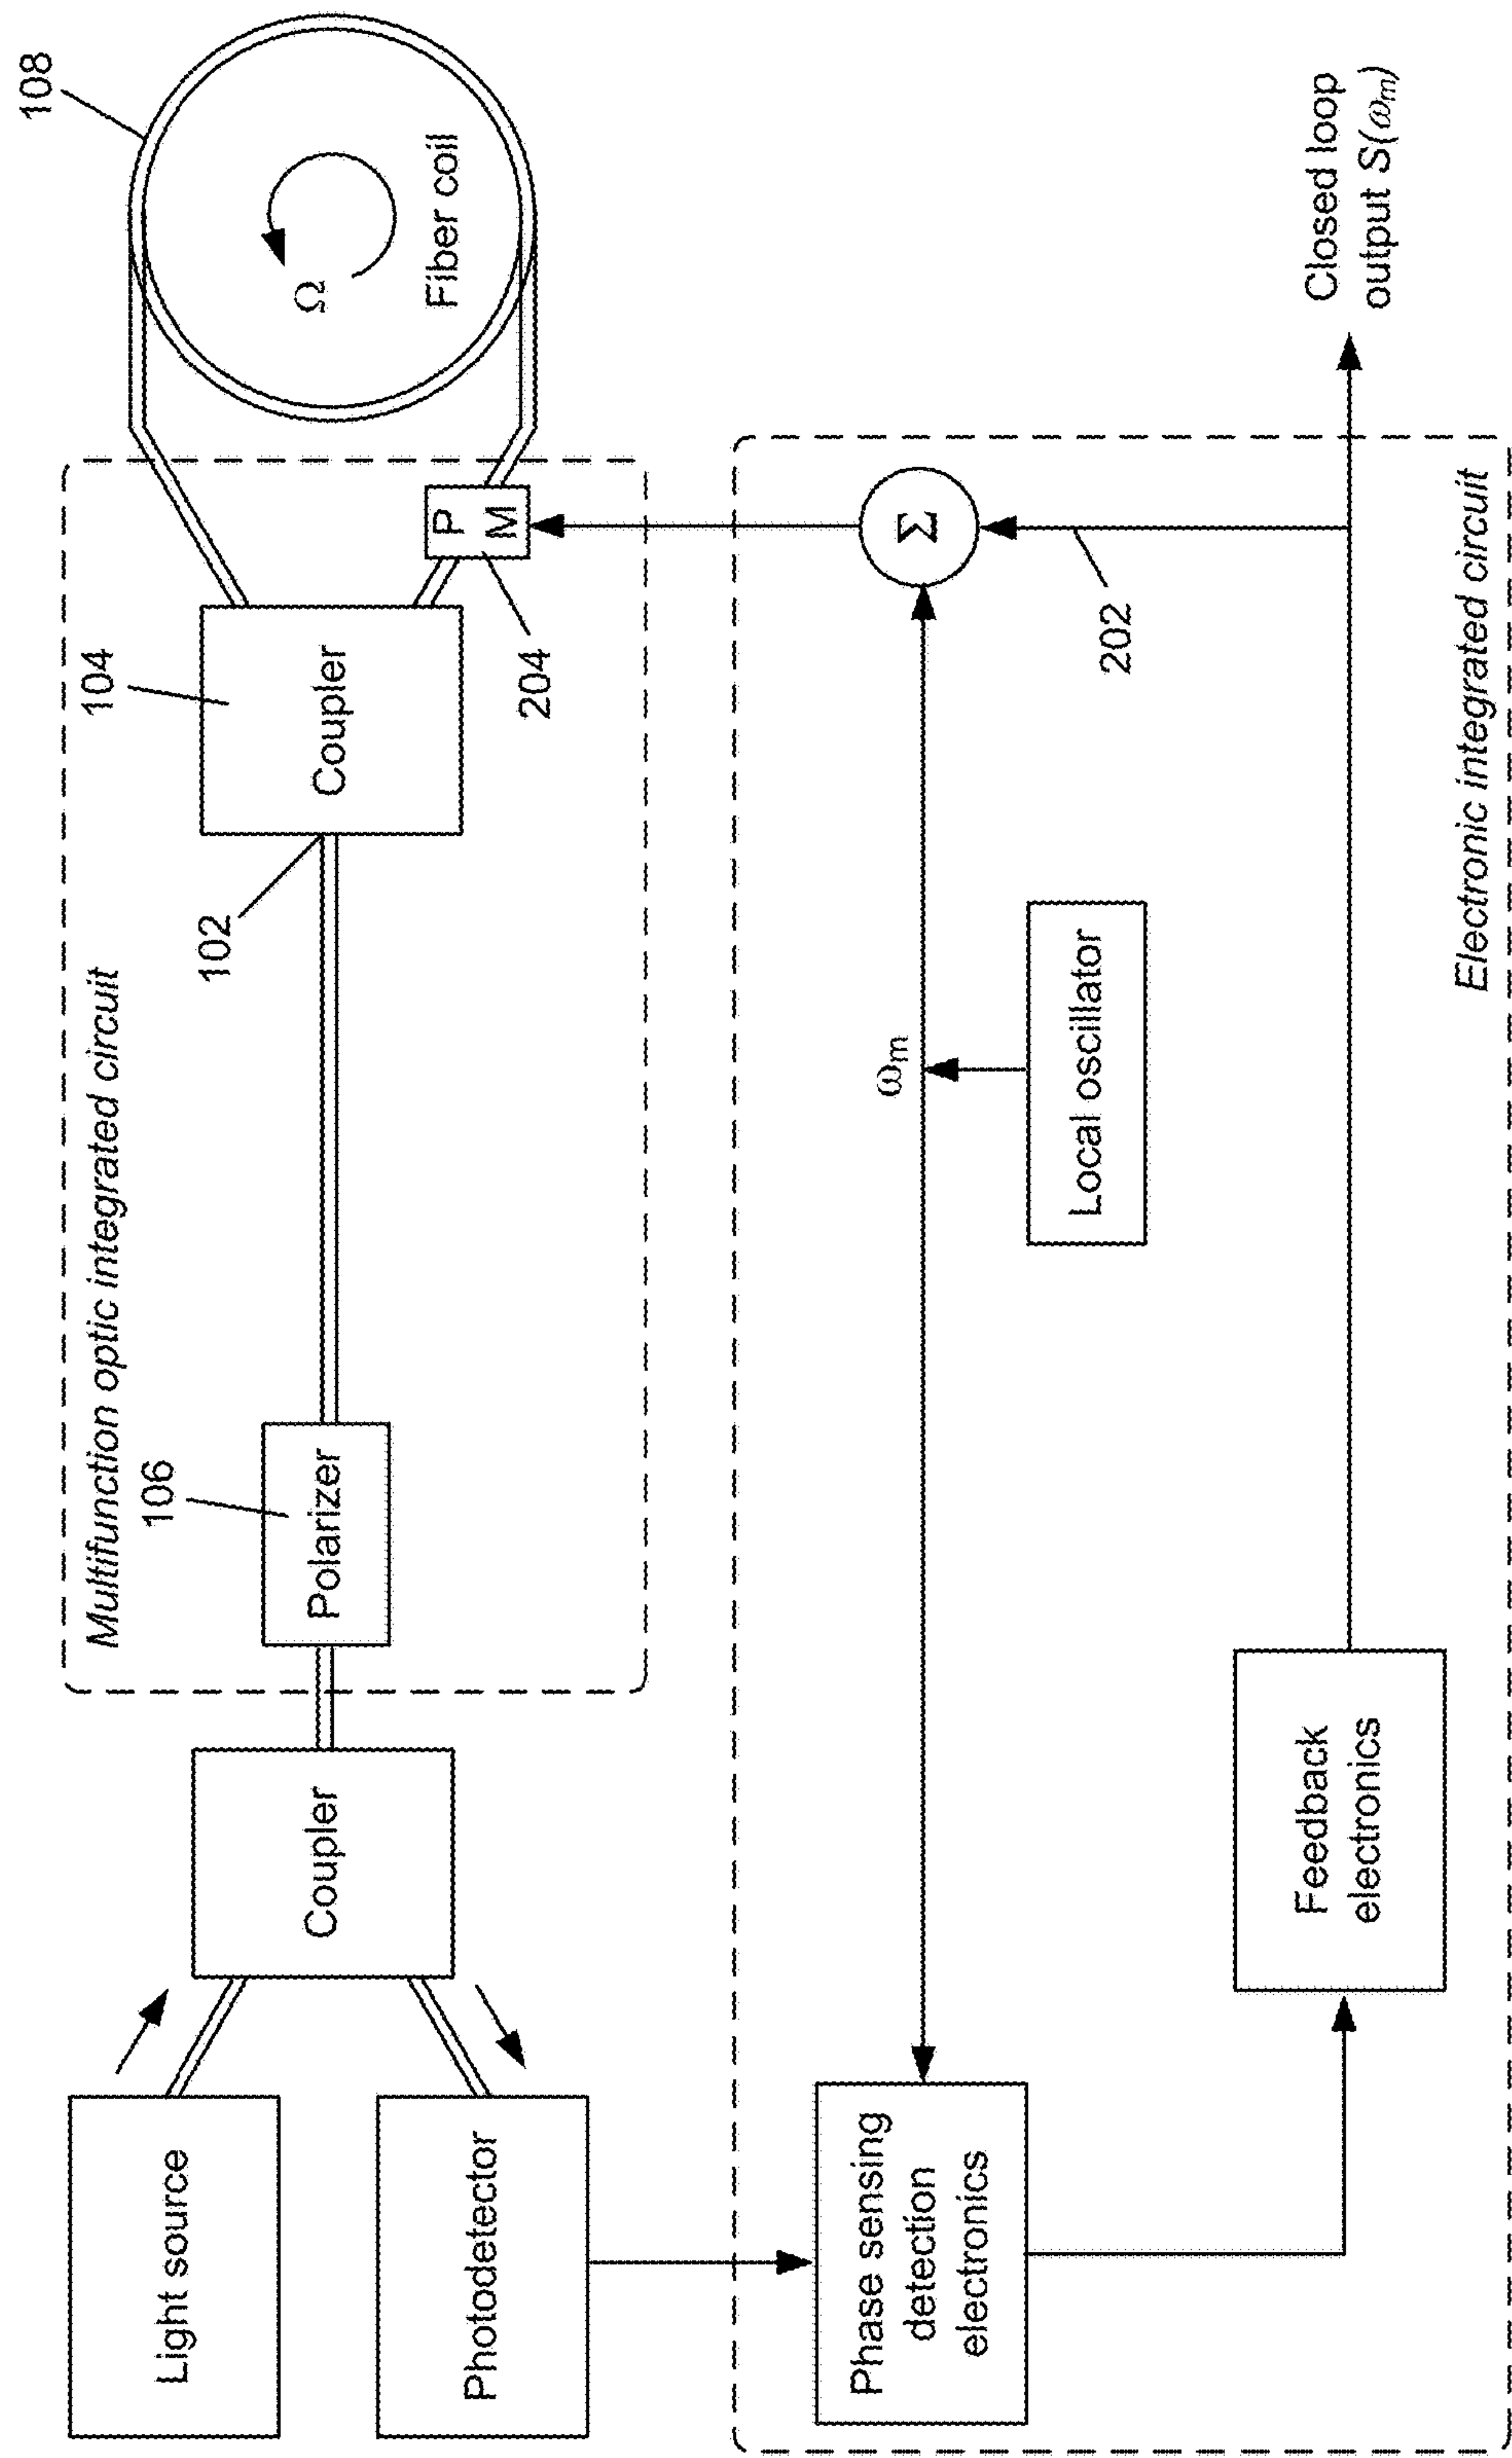 Multifunction optic integrated circuit
108
104
106
102
Light source
Coupler
Polarizer
Coupler
Ω
Fiber coil
P
M
204
Photodetector
Phase sensing
detection
electronics
ωm
Σ
Local oscillator
202
Feedback
electronics
Closed loop
output S(ωm)
Electronic integrated circuit